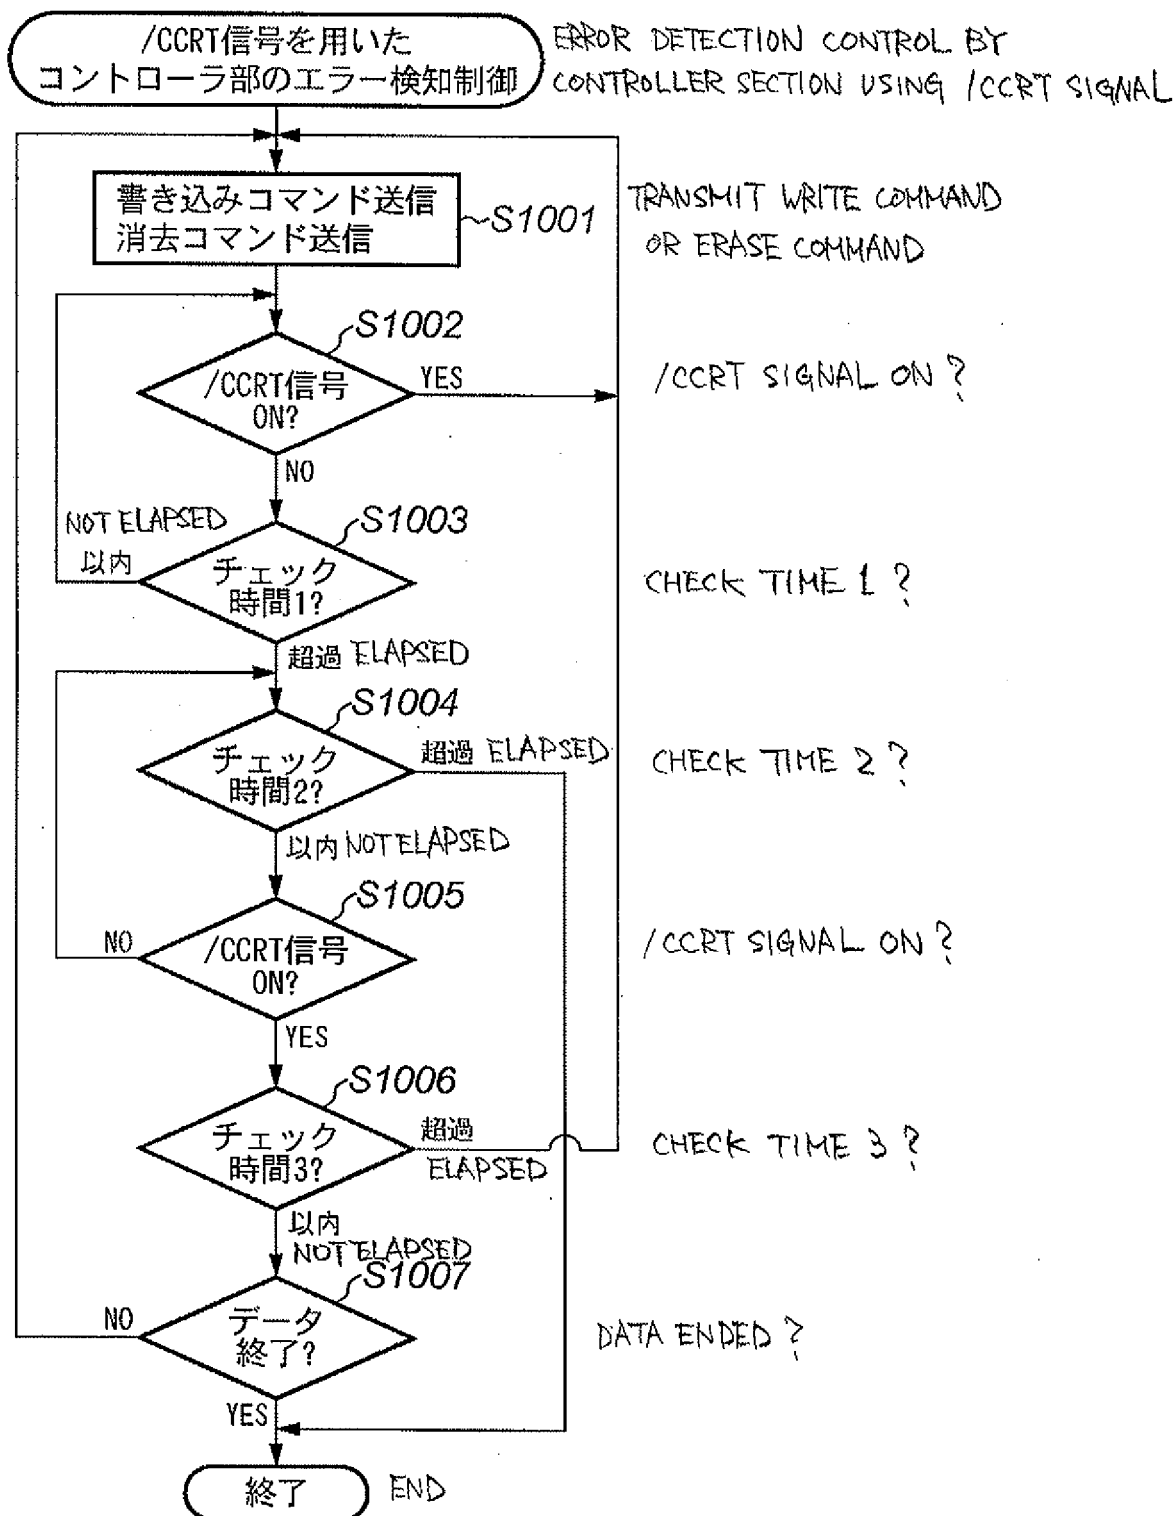 /CCRT信号を用いた
コントローラ部のエラー検知制御
ERROR DETECTION CONTROL BY
CONTROLLER SECTION USING /CCRT SIGNAL
書き込みコマンド送信
消去コマンド送信
S1001
TRANSMIT WRITE COMMAND
OR ERASE COMMAND
S1002
/CCRT信号
ON?
YES
/CCRT SIGNAL ON?
NO
NOT ELAPSED
以内
S1003
チェック
時間1?
CHECK TIME 1?
超過 ELAPSED
S1004
チェック
時間2?
超過 ELAPSED
CHECK TIME 2?
以内 NOT ELAPSED
S1005
NO
/CCRT信号
ON?
/CCRT SIGNAL ON?
YES
S1006
チェック
時間3?
超過
ELAPSED
CHECK TIME 3?
以内
NOT ELAPSED
S1007
NO
データ
終了?
DATA ENDED?
YES
終了
END